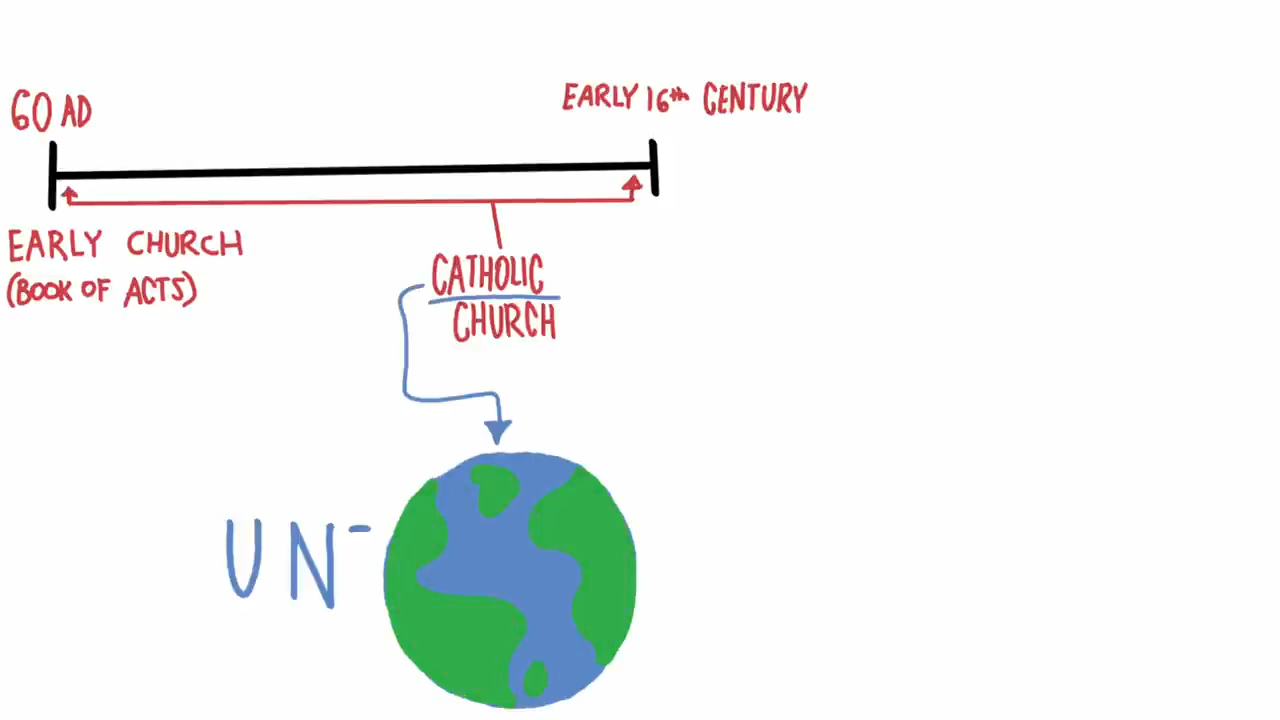 60 AD
EARLY 16th CENTURY
EARLY CHURCH
(BOOK OF ACTS)
CATHOLIC
CHURCH
UN-